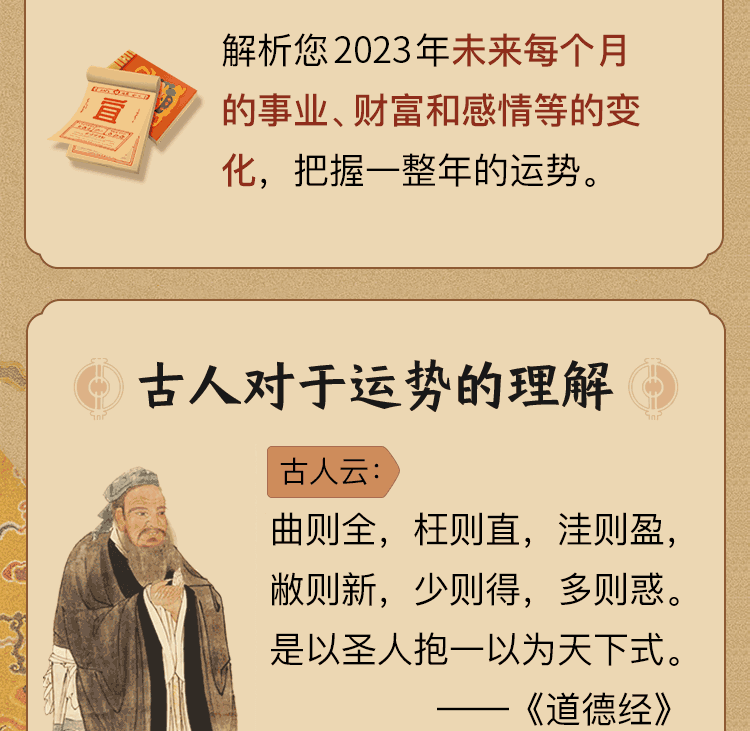 解析您2023年未来每个月
的事业、财富和感情等的变
化，把握一整年的运势。
古人对于运势的理解
古人云：
曲则全，枉则直，洼则盈，
敝则新，少则得，多则惑。
是以圣人抱一以为天下式。
——《道德经》